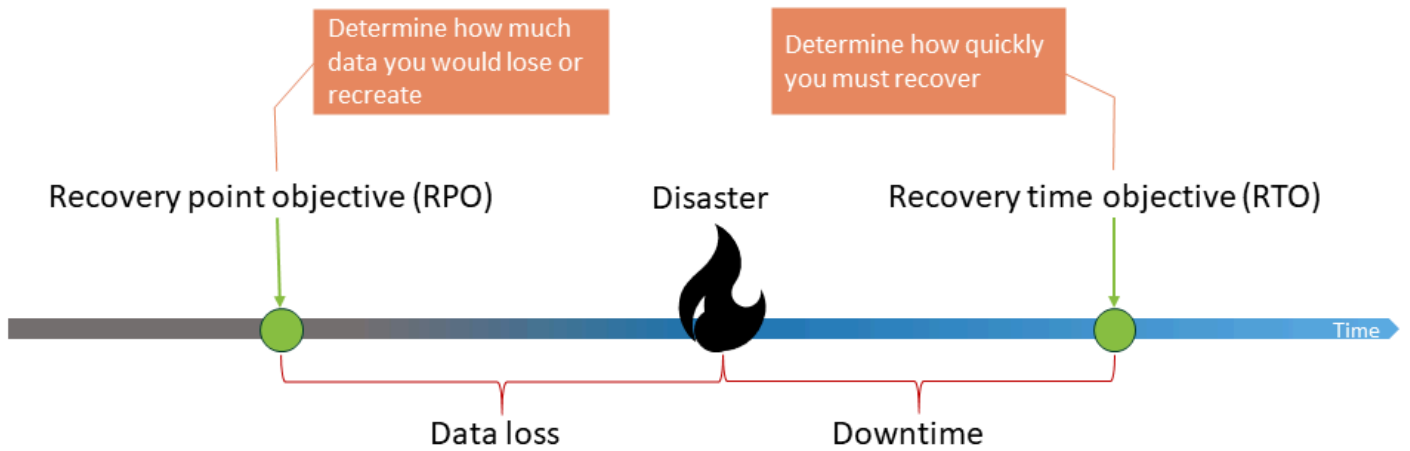 Determine how much
data you would lose or
recreate
Determine how quickly
you must recover
Recovery point objective (RPO)
Disaster
Recovery time objective (RTO)
Time
Data loss
Downtime